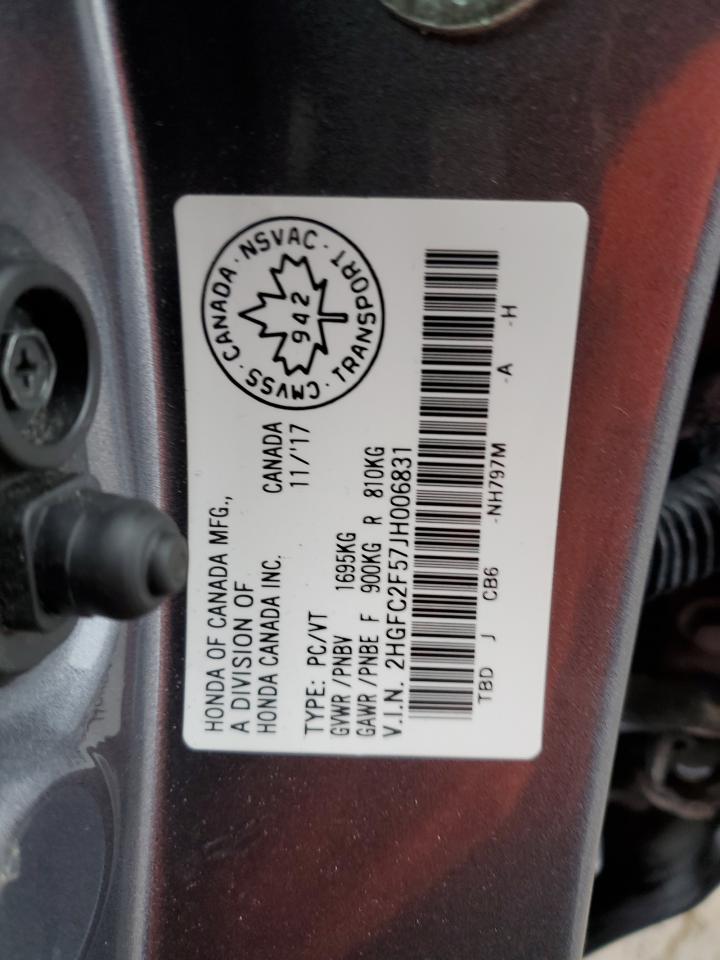 HONDA OF CANADA MFG.,
A DIVISION OF
HONDA CANADA INC. CANADA
11/'17
TYPE: PC/VT
GVWR/PNBV 1695KG
GAWR/PNBE F 900KG R 810KG
V.I.N. 2HGFC2F57JH006831
TBD J CB6 -NH797M -A -H
CANADA · NSVAC · TRANSPORT · CMVSS ·
942